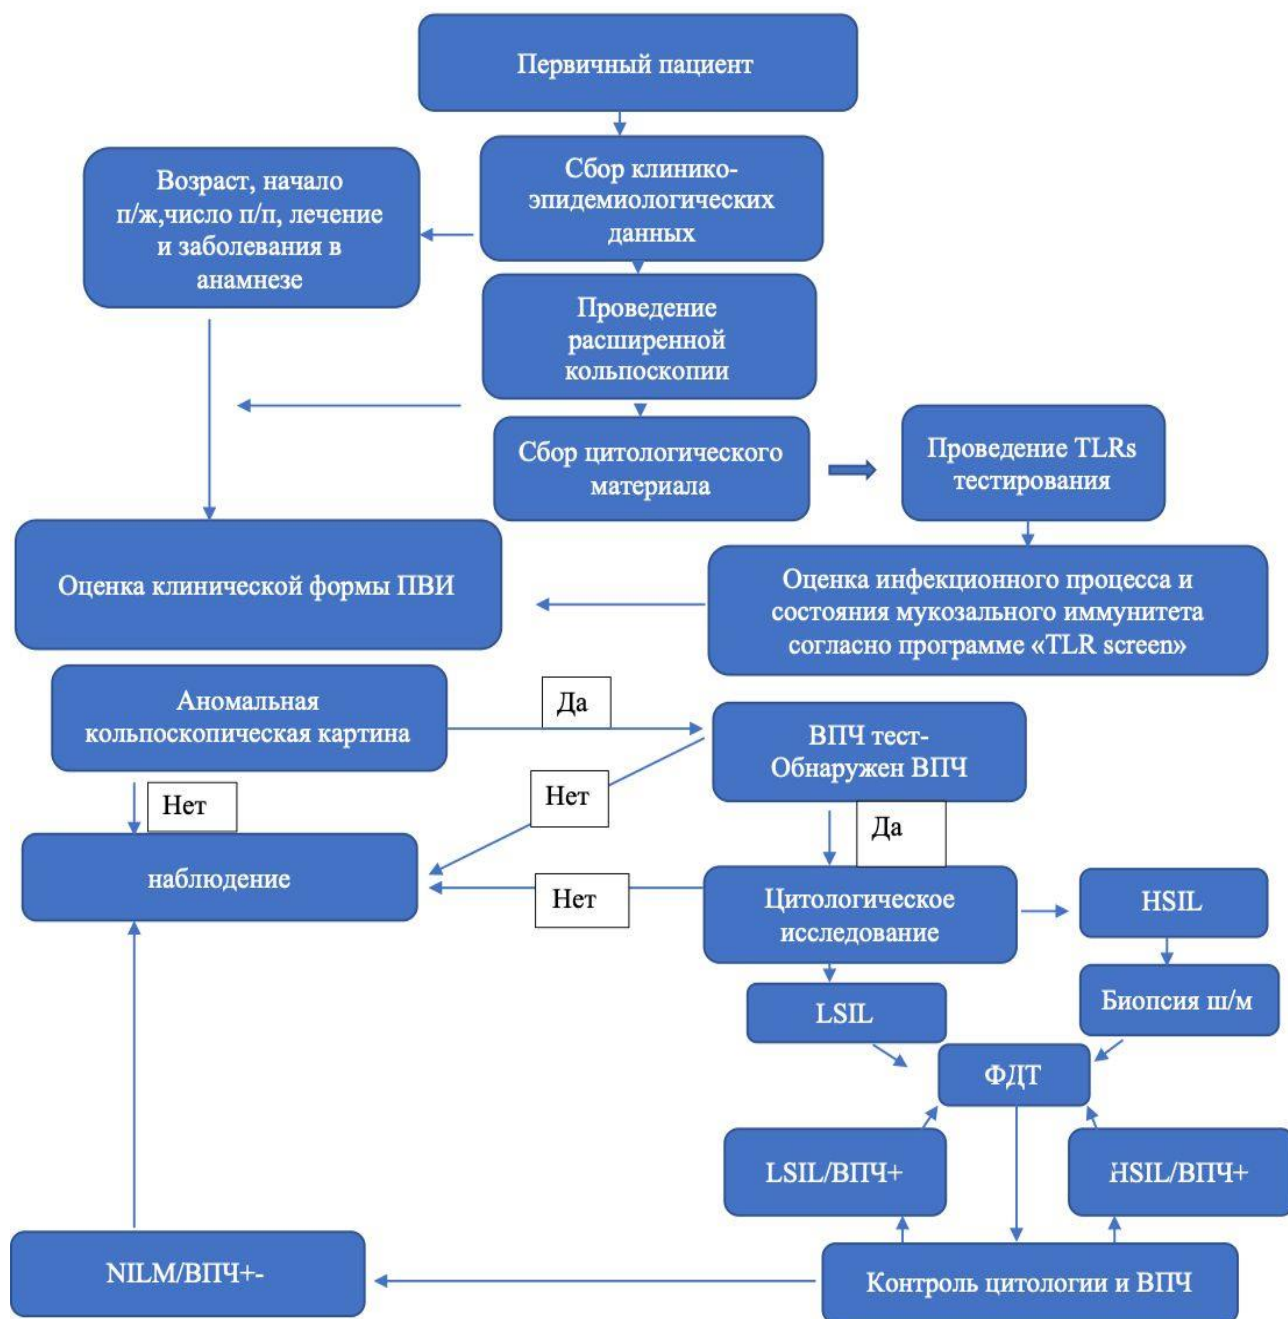 Первичный пациент
Сбор клинико-
эпидемиологических
данных
Возраст, начало
п/ж,число п/п, лечение
и заболевания в
анамнезе
Проведение
расширенной
кольпоскопии
Сбор цитологического
материала
Проведение TLRs
тестирования
Оценка клинической формы ПВИ
Оценка инфекционного процесса и
состояния мукозального иммунитета
согласно программе «TLR screen»
Аномальная
кольпоскопическая картина
Да
ВПЧ тест-
Обнаружен ВПЧ
Нет
Нет
Да
наблюдение
Нет
Цитологическое
исследование
HSIL
LSIL
Биопсия ш/м
ФДТ
LSIL/ВПЧ+
HSIL/ВПЧ+
NILM/ВПЧ+-
Контроль цитологии и ВПЧ